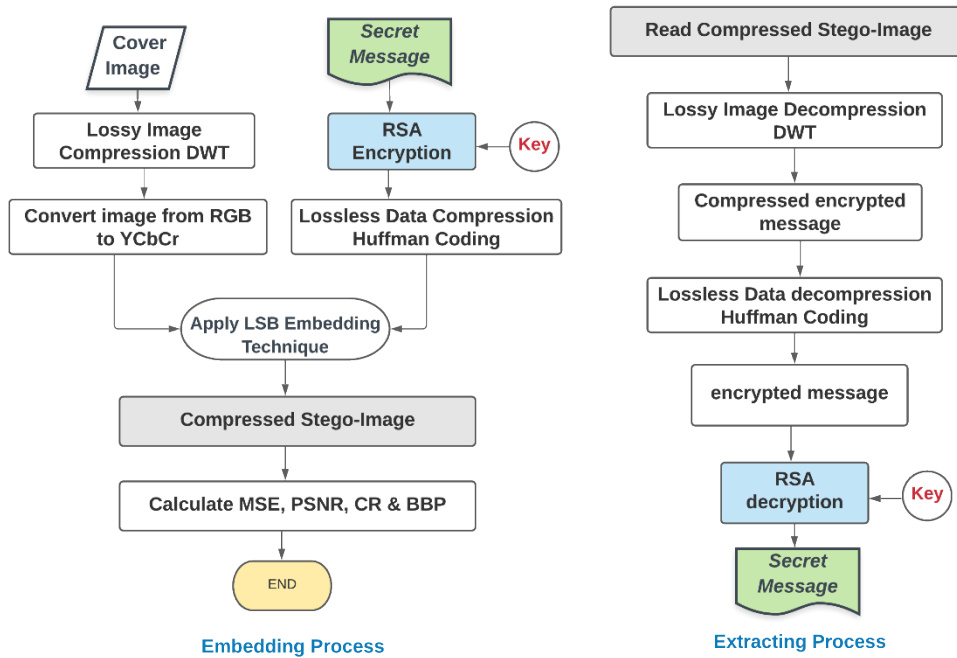 Cover
Image
Lossy Image
Compression DWT
Convert image from RGB
to YCbCr
Secret
Message
RSA
Encryption
Key
Lossless Data Compression
Huffman Coding
Apply LSB Embedding
Technique
Compressed Stego-Image
Calculate MSE, PSNR, CR & BBP
END
Embedding Process
Read Compressed Stego-Image
Lossy Image Decompression
DWT
Compressed encrypted
message
Lossless Data decompression
Huffman Coding
encrypted message
RSA
decryption
Key
Secret
Message
Extracting Process